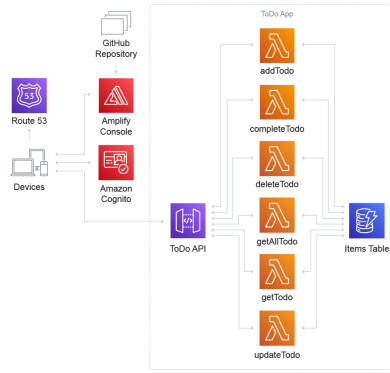 ToDo App
GitHub
Repository
addTodo
53
Route 53
Amplify
Console
completeTodo
Devices
Amazon
Cognito
deleteTodo
ToDo API
getAllTodo
Items Table
getTodo
updateTodo